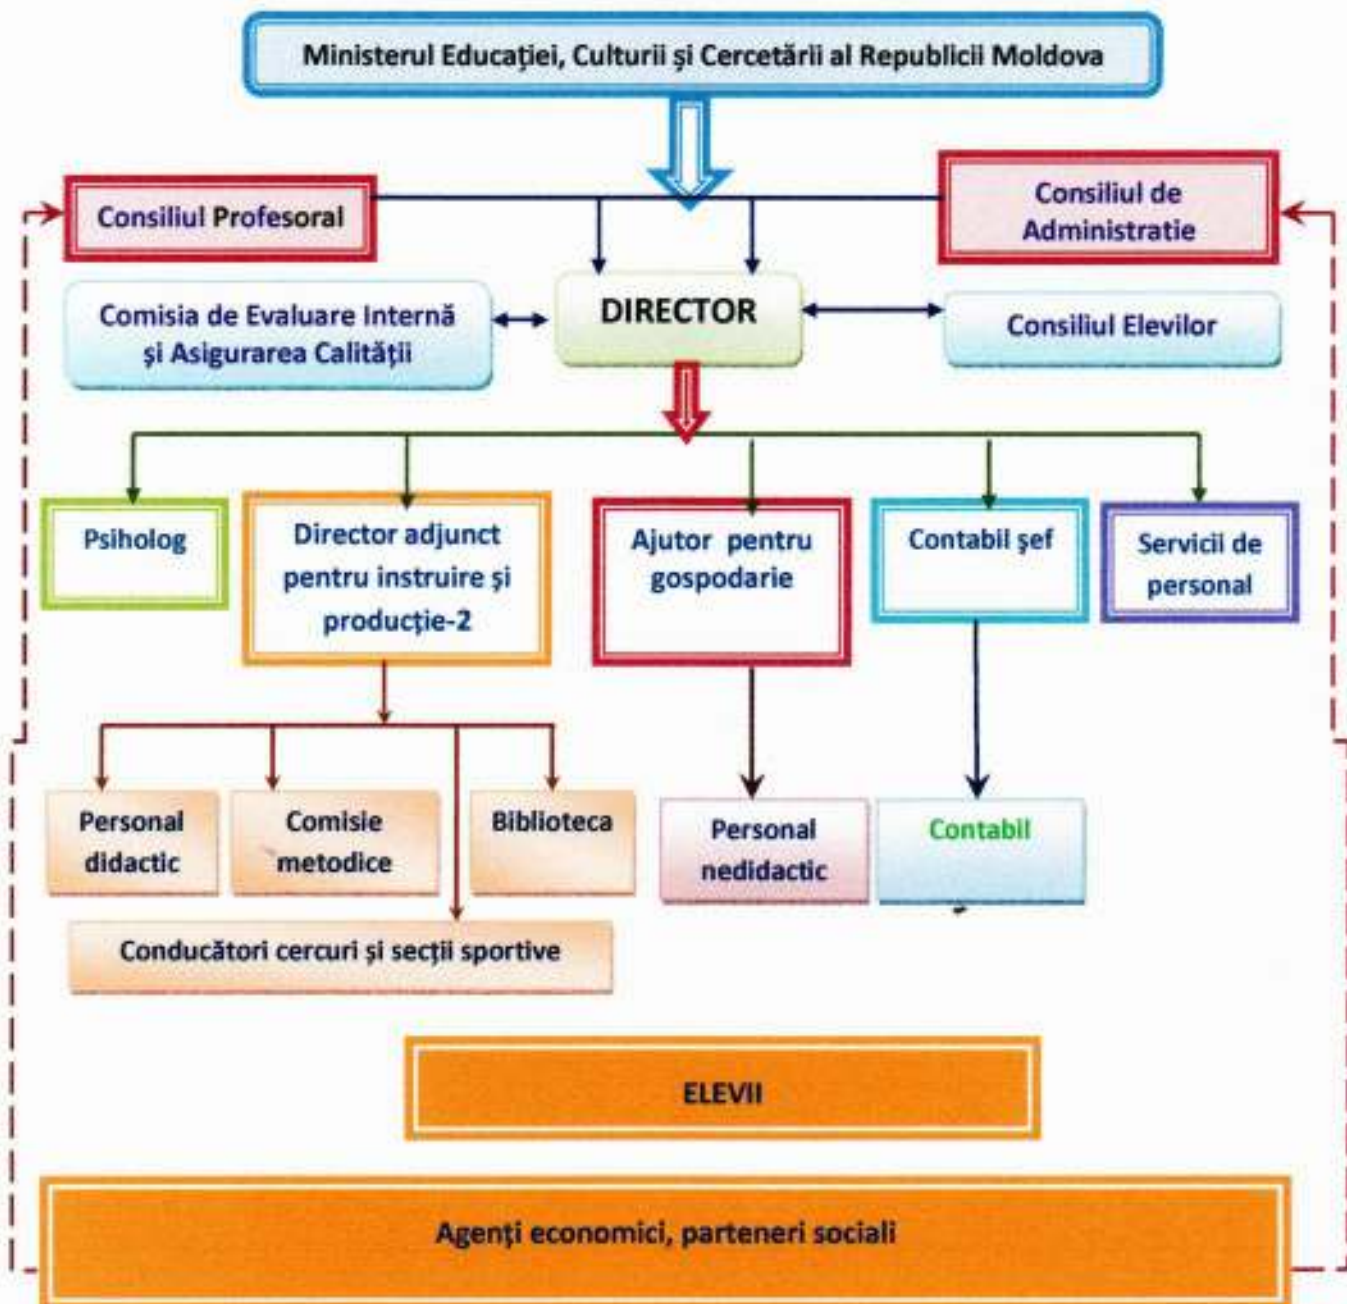 Ministerul Educației, Culturii și Cercetării al Republicii Moldova
Consiliul Profesoral
Consiliul de
Administratie
Comisia de Evaluare Internă
și Asigurarea Calității
DIRECTOR
Consiliul Elevilor
Psiholog
Director adjunct
pentru instruire și
producție-2
Ajutor pentru
gospodarie
Contabil șef
Servicii de
personal
Personal
didactic
Comisie
metodice
Biblioteca
Personal
nedidactic
Contabil
Conducători cercuri și secții sportive
ELEVII
Agenți economici, parteneri sociali